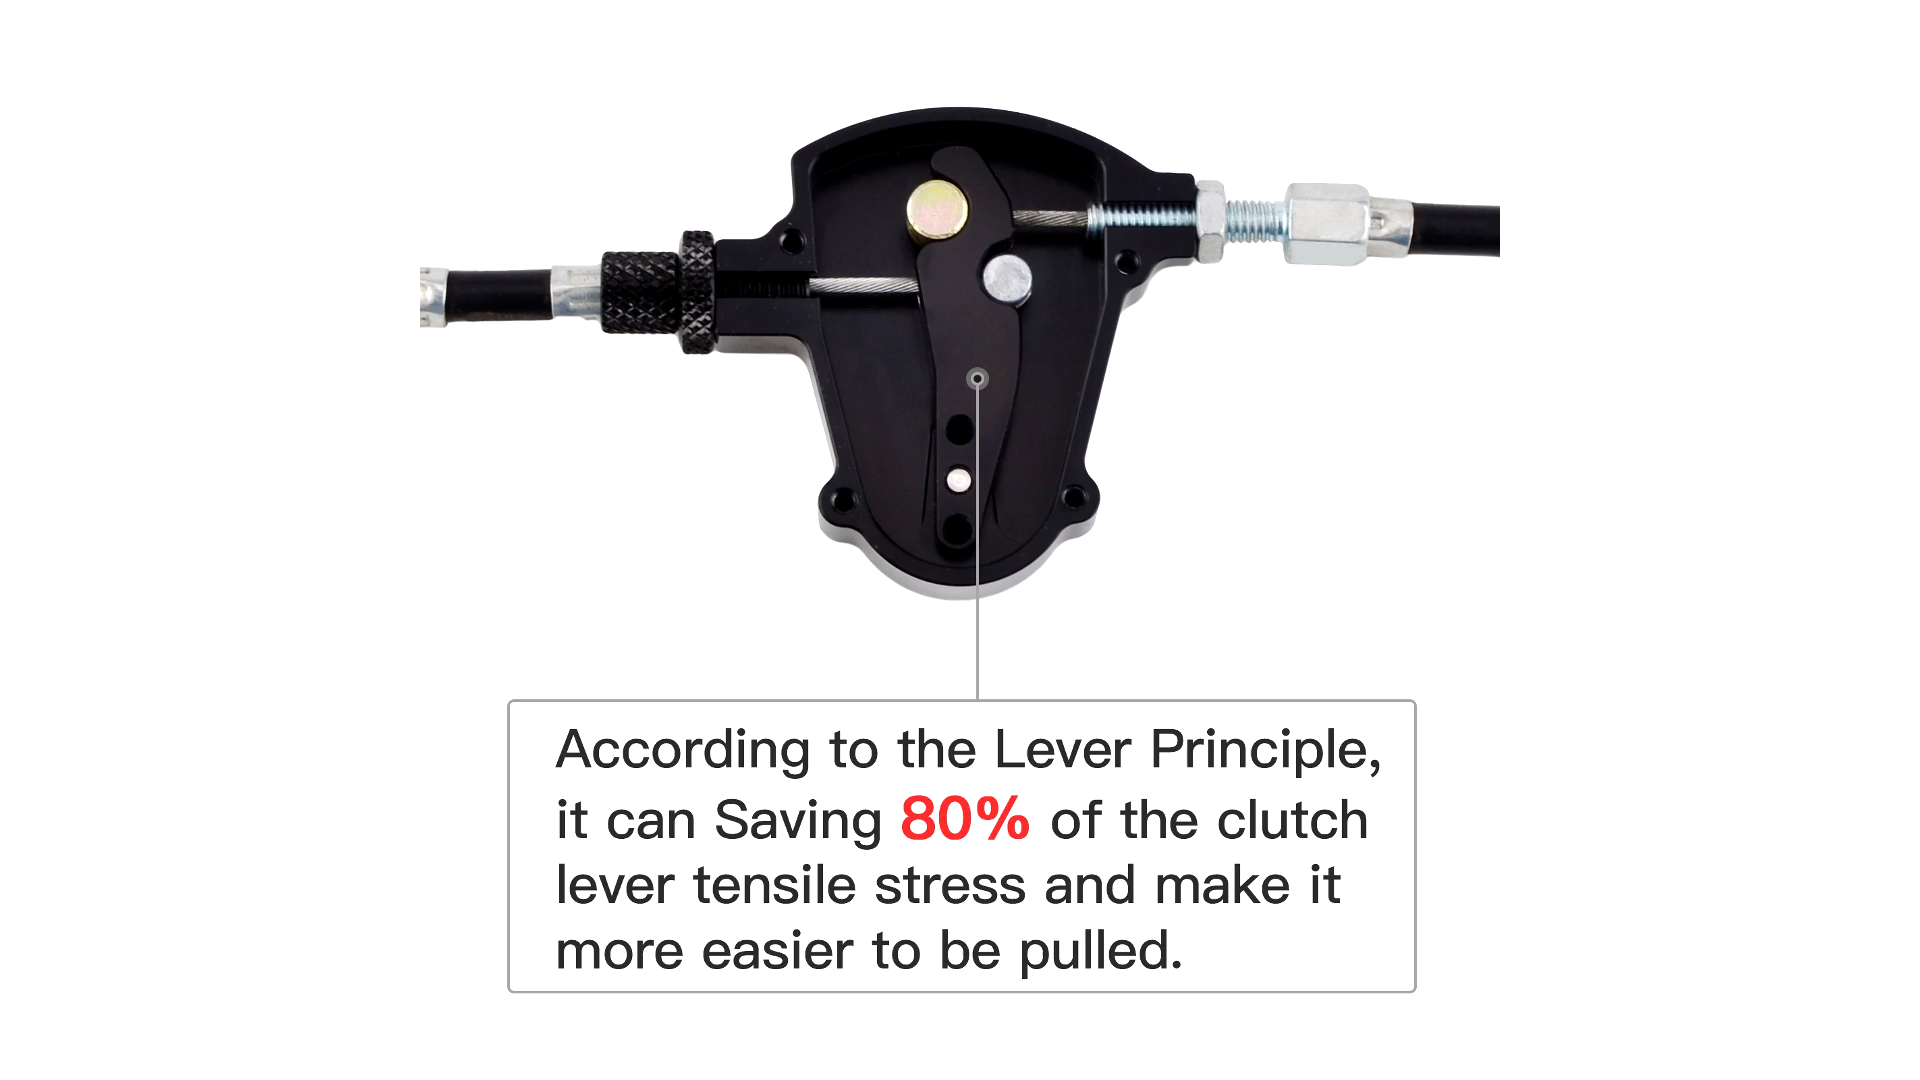 According to the Lever Principle,
it can Saving 80% of the clutch
lever tensile stress and make it
more easier to be pulled.